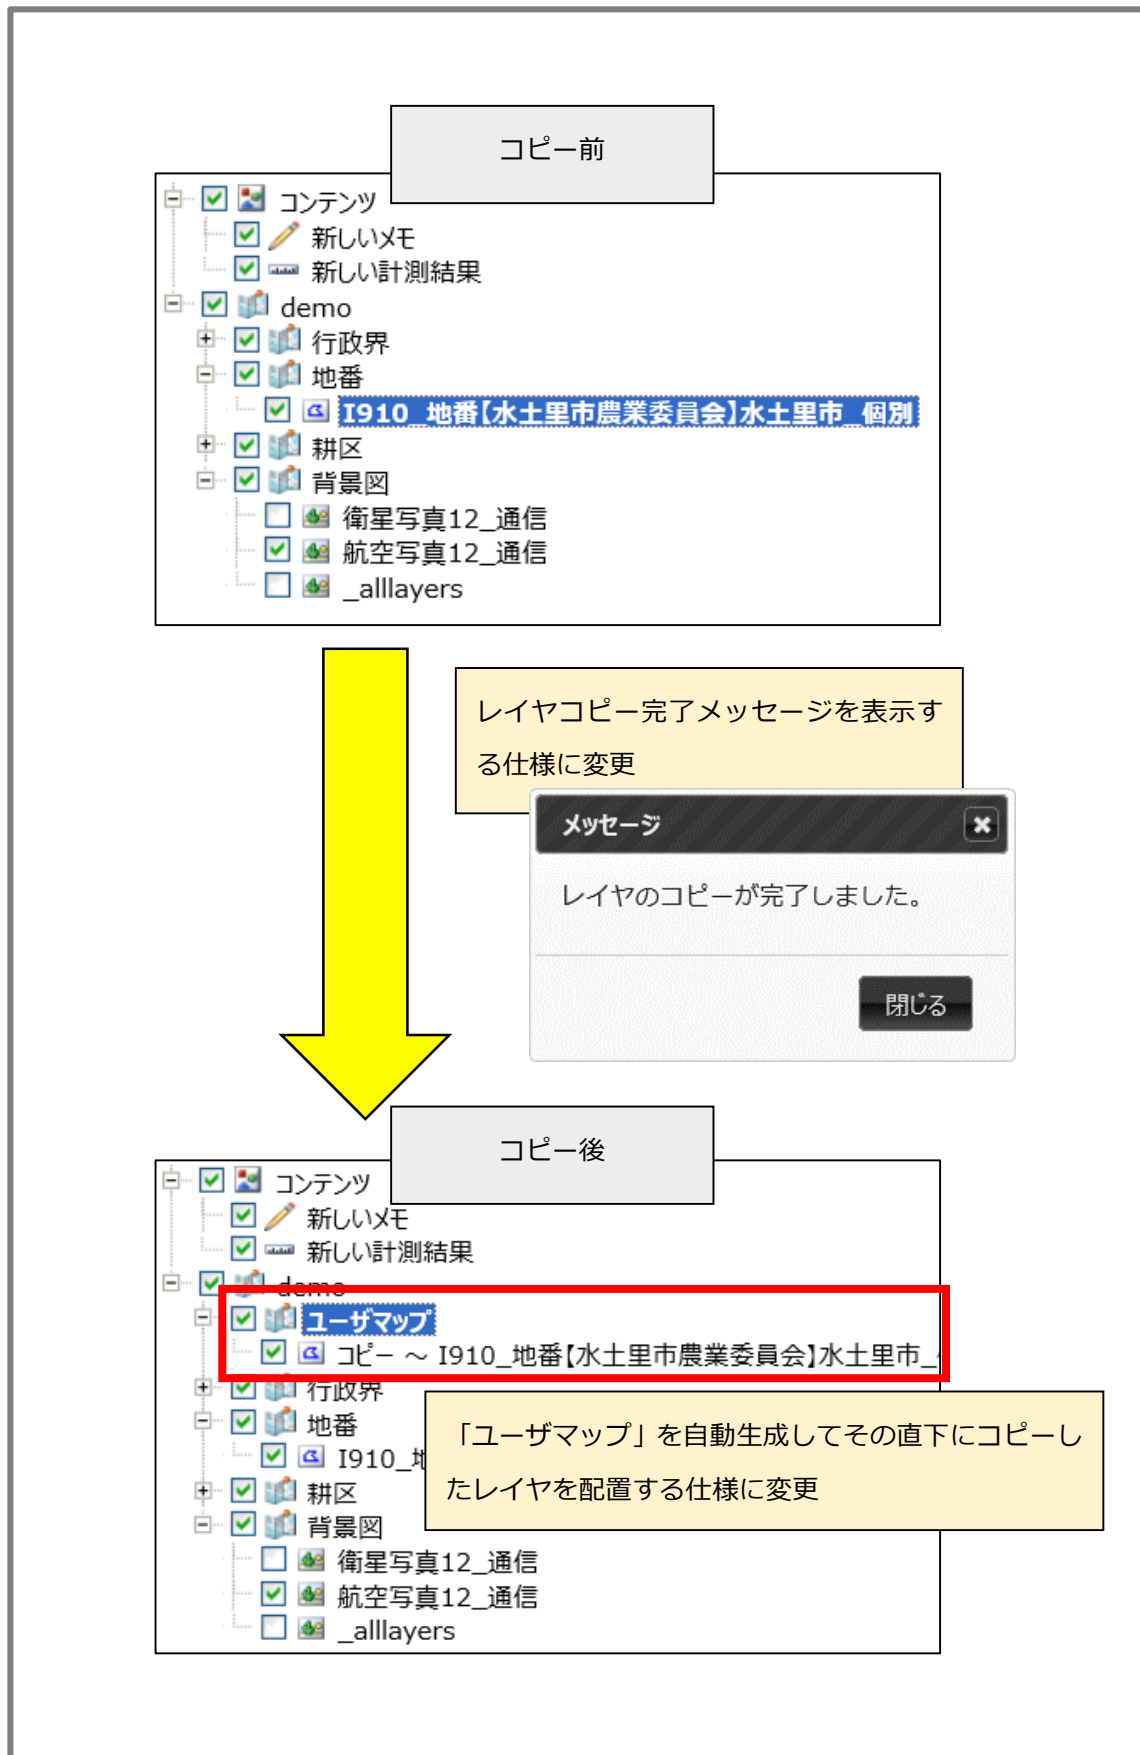 コピー前
コンテンツ
新しいメモ
新しい計測結果
demo
行政界
地番
I910_地番【水土里市農業委員会】水土里市_個別
耕区
背景図
衛星写真12_通信
航空写真12_通信
_alllayers
レイヤコピー完了メッセージを表示す
る仕様に変更
メッセージ
レイヤのコピーが完了しました。
閉じる
コピー後
コンテンツ
新しいメモ
新しい計測結果
demo
ユーザマップ
コピー ～ I910_地番【水土里市農業委員会】水土里市_
行政界
地番
I910_地
耕区
背景図
衛星写真12_通信
航空写真12_通信
_alllayers
「ユーザマップ」を自動生成してその直下にコピーし
たレイヤを配置する仕様に変更